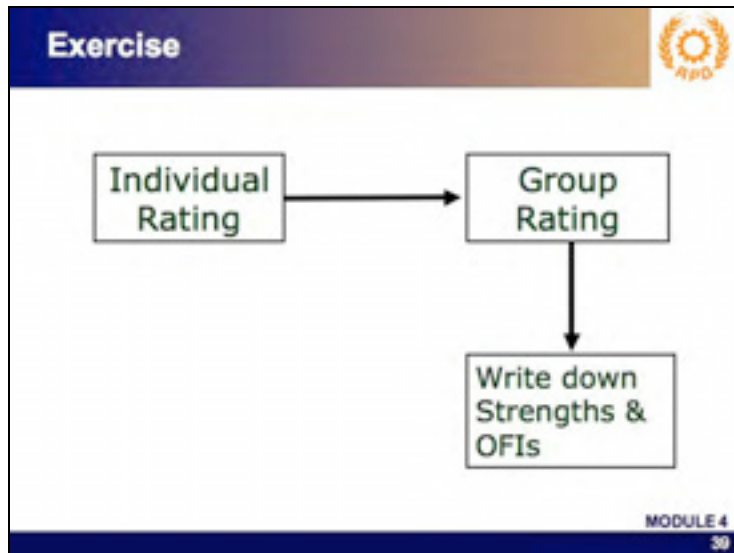 Exercise
Individual
Rating
Group
Rating
Write down
Strengths &
OFIs
MODULE 4
39